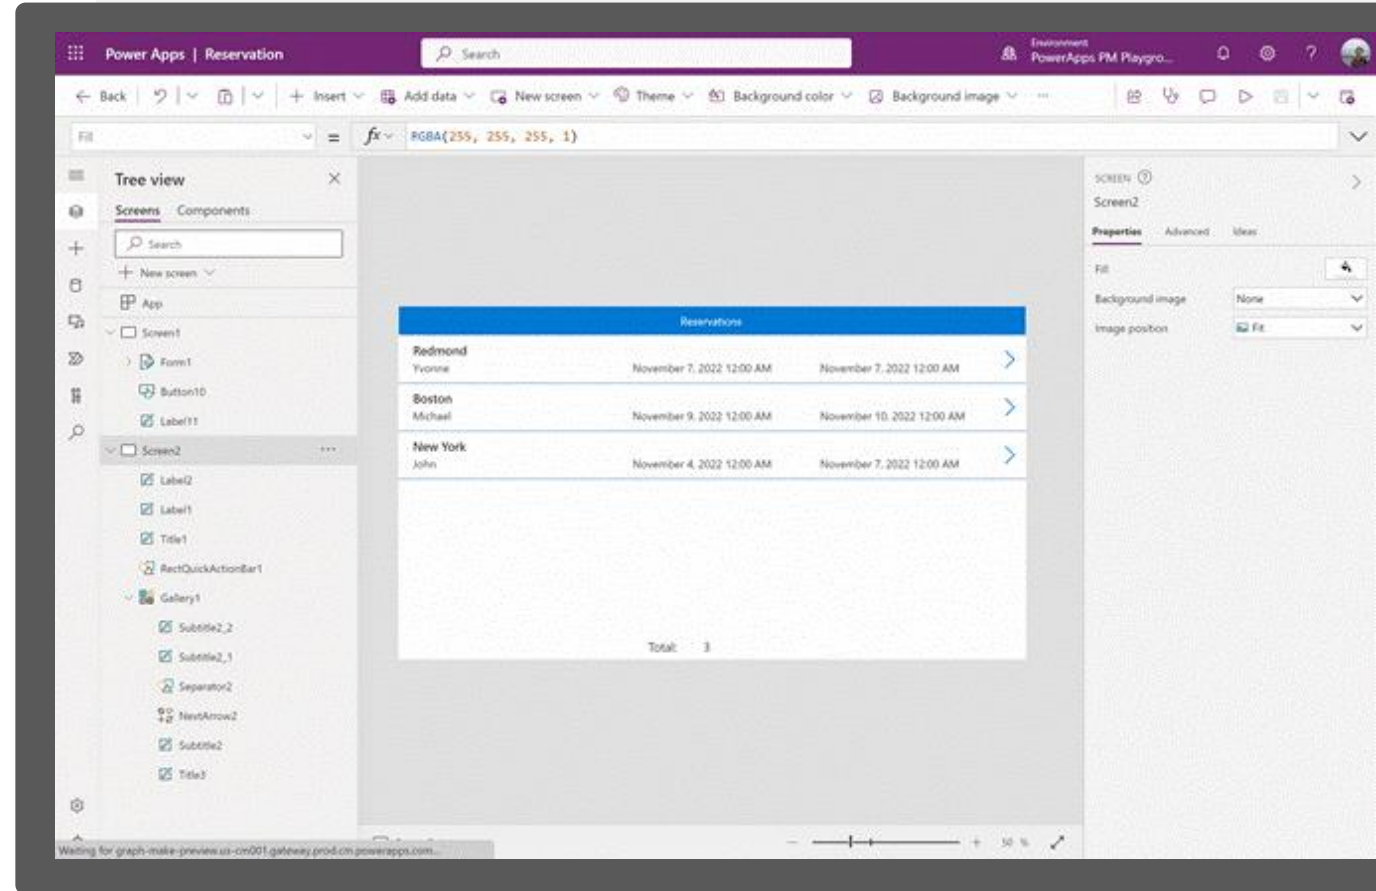 Power Apps | Reservation
Search
Environment
PowerApps PM Playgro...
?
Back
Insert
Add data
New screen
Theme
Background color
Background image
...
Fill
=
fx
RGBA(255, 255, 255, 1)
Tree view
Screens
Components
Search
New screen
App
Screen1
Form1
Button10
Label11
Screen2
...
Label2
Label1
Title1
RectQuickActionBar1
Gallery1
Subtitle2_2
Subtitle2_1
Separator2
NextArrow2
Subtitle2
Title3
Reservations
Redmond
Yvonne
November 7, 2022 12:00 AM
November 7, 2022 12:00 AM
Boston
Michael
November 9, 2022 12:00 AM
November 10, 2022 12:00 AM
New York
John
November 4, 2022 12:00 AM
November 7, 2022 12:00 AM
Total:
3
SCREEN
Screen2
Properties
Advanced
Ideas
Fill
Background image
None
Image position
Fit
50 %
Waiting for graph-make-preview.us-cm001.gateway.prod.cm.powerapps.com...